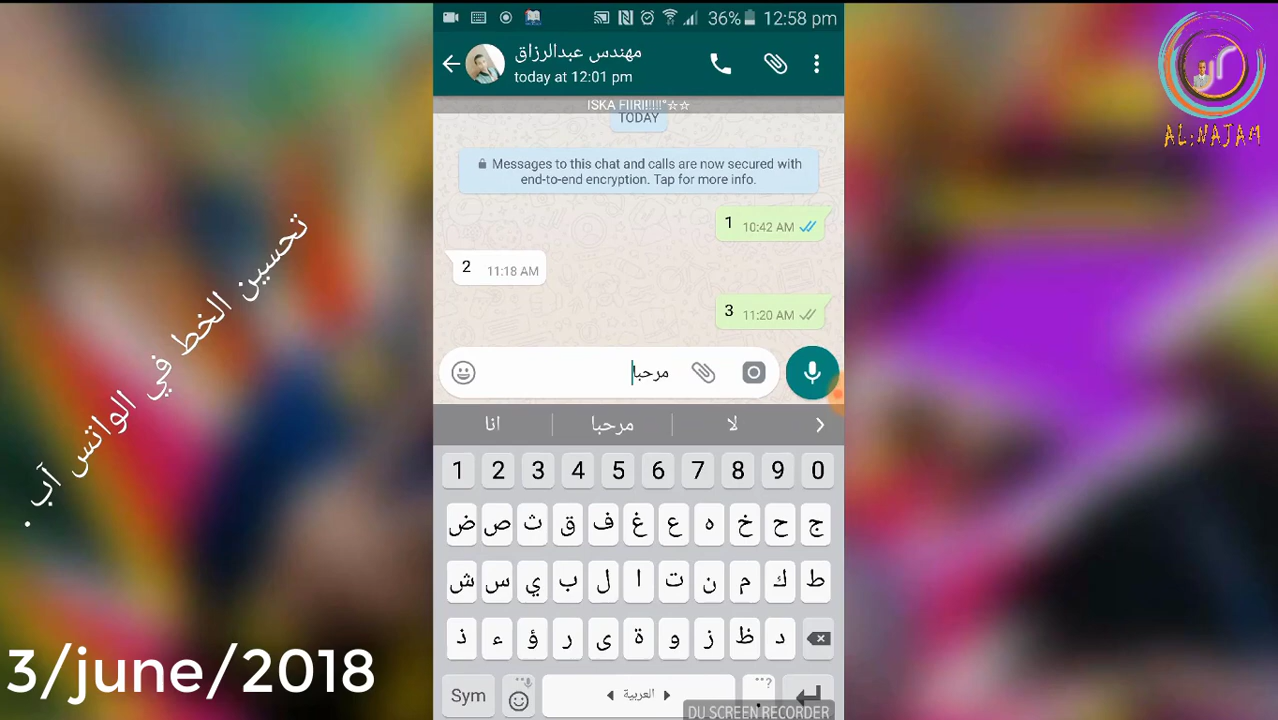 36% 12:58 pm
مهندس عبدالرزاق
today at 12:01 pm
ISKA FIIRI!!!!!"☆☆
TODAY
Messages to this chat and calls are now secured with
end-to-end encryption. Tap for more info.
1 10:42 AM
2 11:18 AM
3 11:20 AM
مرحبا
انا مرحبا لا
1 2 3 4 5 6 7 8 9 0
ض ص ث ق ف غ ع ه خ ح ج
ش س ي ب ل ا ت ن م ك ط
ذ ء ؤ ر ى ة و ز ظ د
Sym العربية .
DU SCREEN RECORDER
تحسين الخط في الواتس آب .
3/june/2018
AL;NAJAM